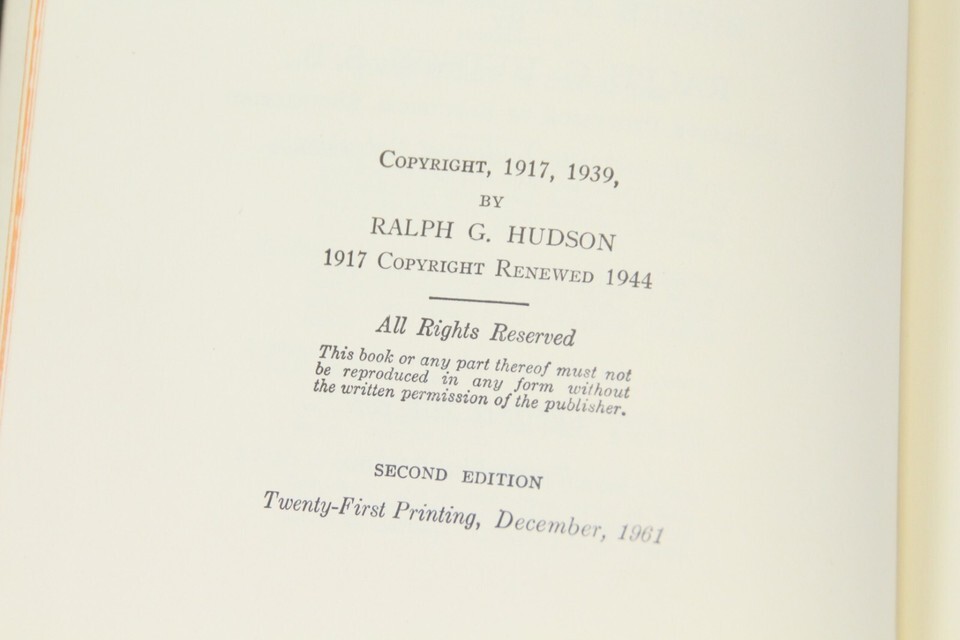 Copyright, 1917, 1939,
BY
RALPH G. HUDSON
1917 Copyright Renewed 1944
All Rights Reserved
This book or any part thereof must not
be reproduced in any form without
the written permission of the publisher.
SECOND EDITION
Twenty-First Printing, December, 1961